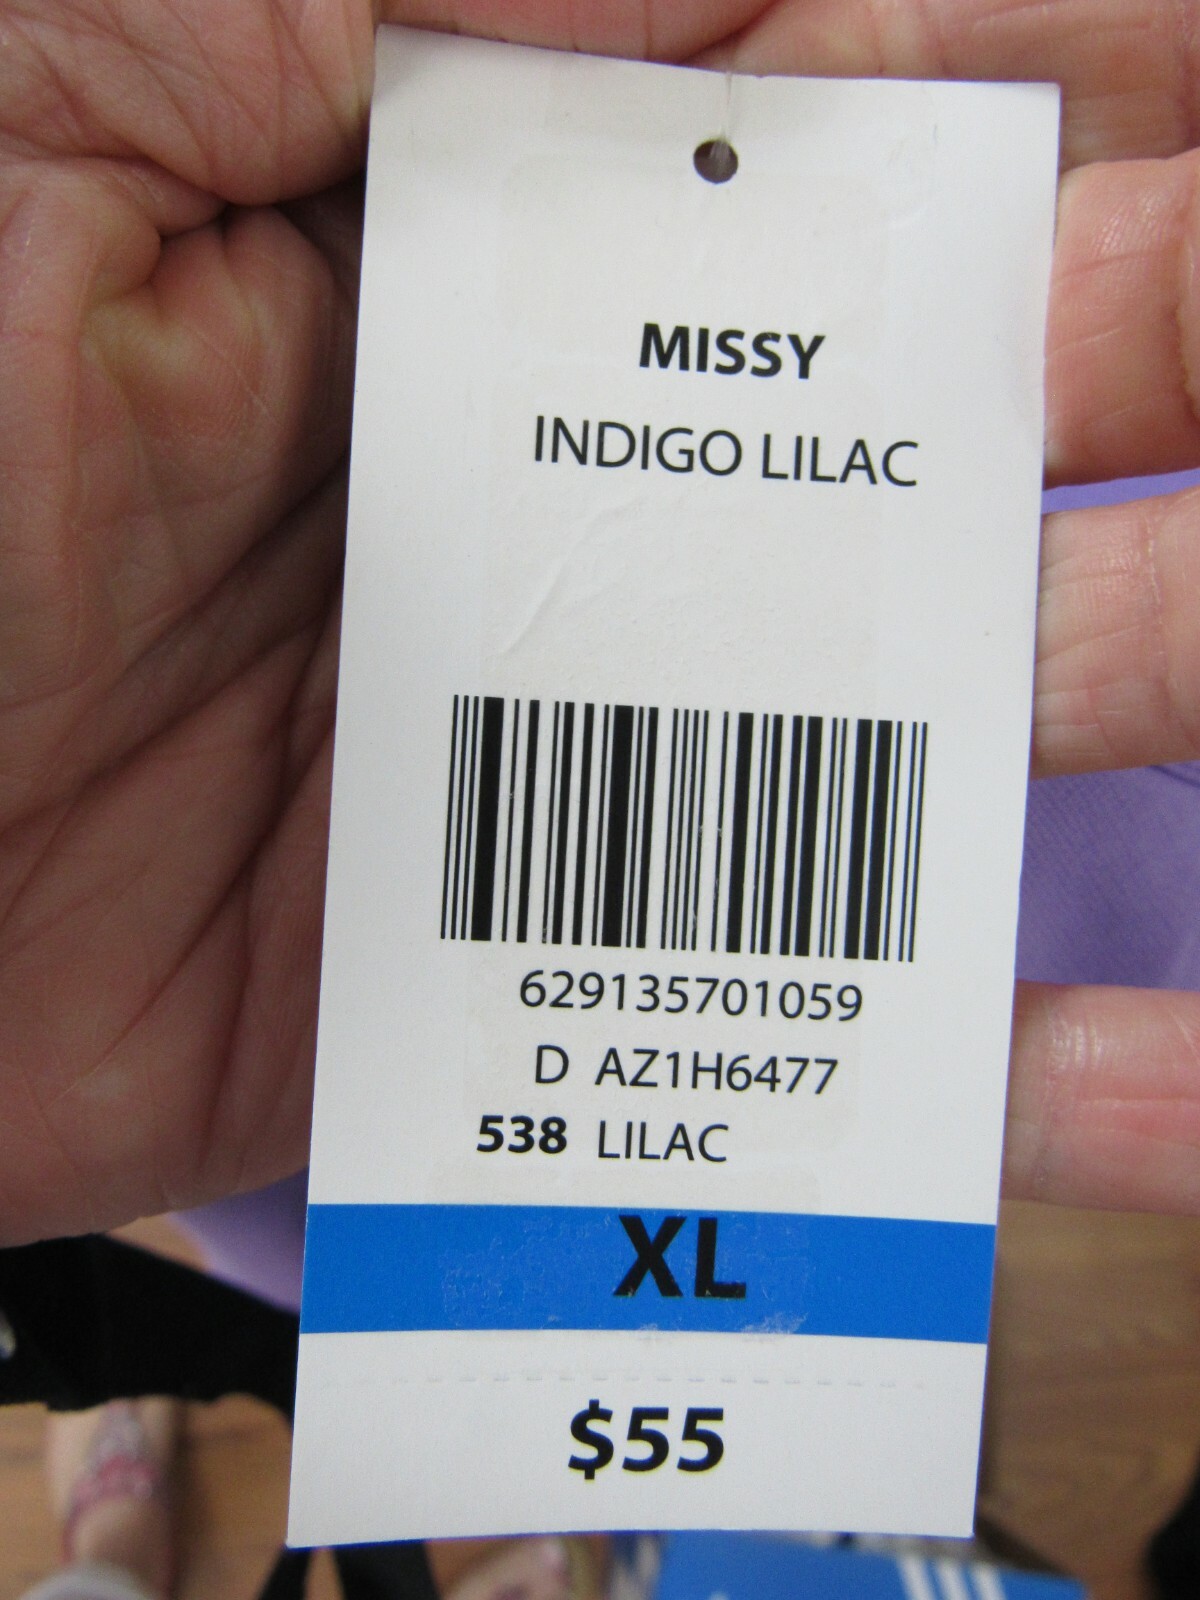 MISSY
INDIGO LILAC
629135701059
D AZ1H6477
538 LILAC
XL
$55